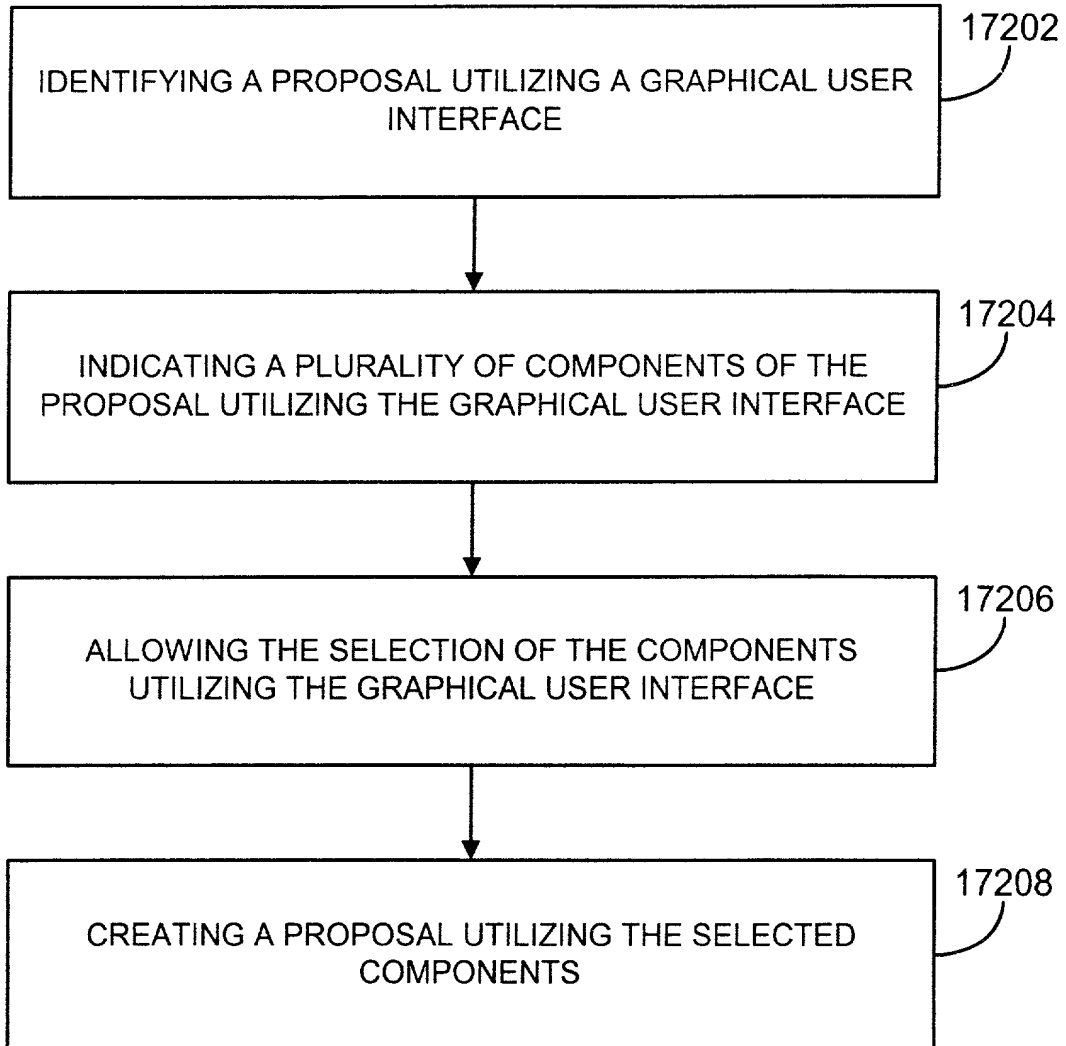 17202
IDENTIFYING A PROPOSAL UTILIZING A GRAPHICAL USER
INTERFACE
17204
INDICATING A PLURALITY OF COMPONENTS OF THE
PROPOSAL UTILIZING THE GRAPHICAL USER INTERFACE
17206
ALLOWING THE SELECTION OF THE COMPONENTS
UTILIZING THE GRAPHICAL USER INTERFACE
17208
CREATING A PROPOSAL UTILIZING THE SELECTED
COMPONENTS